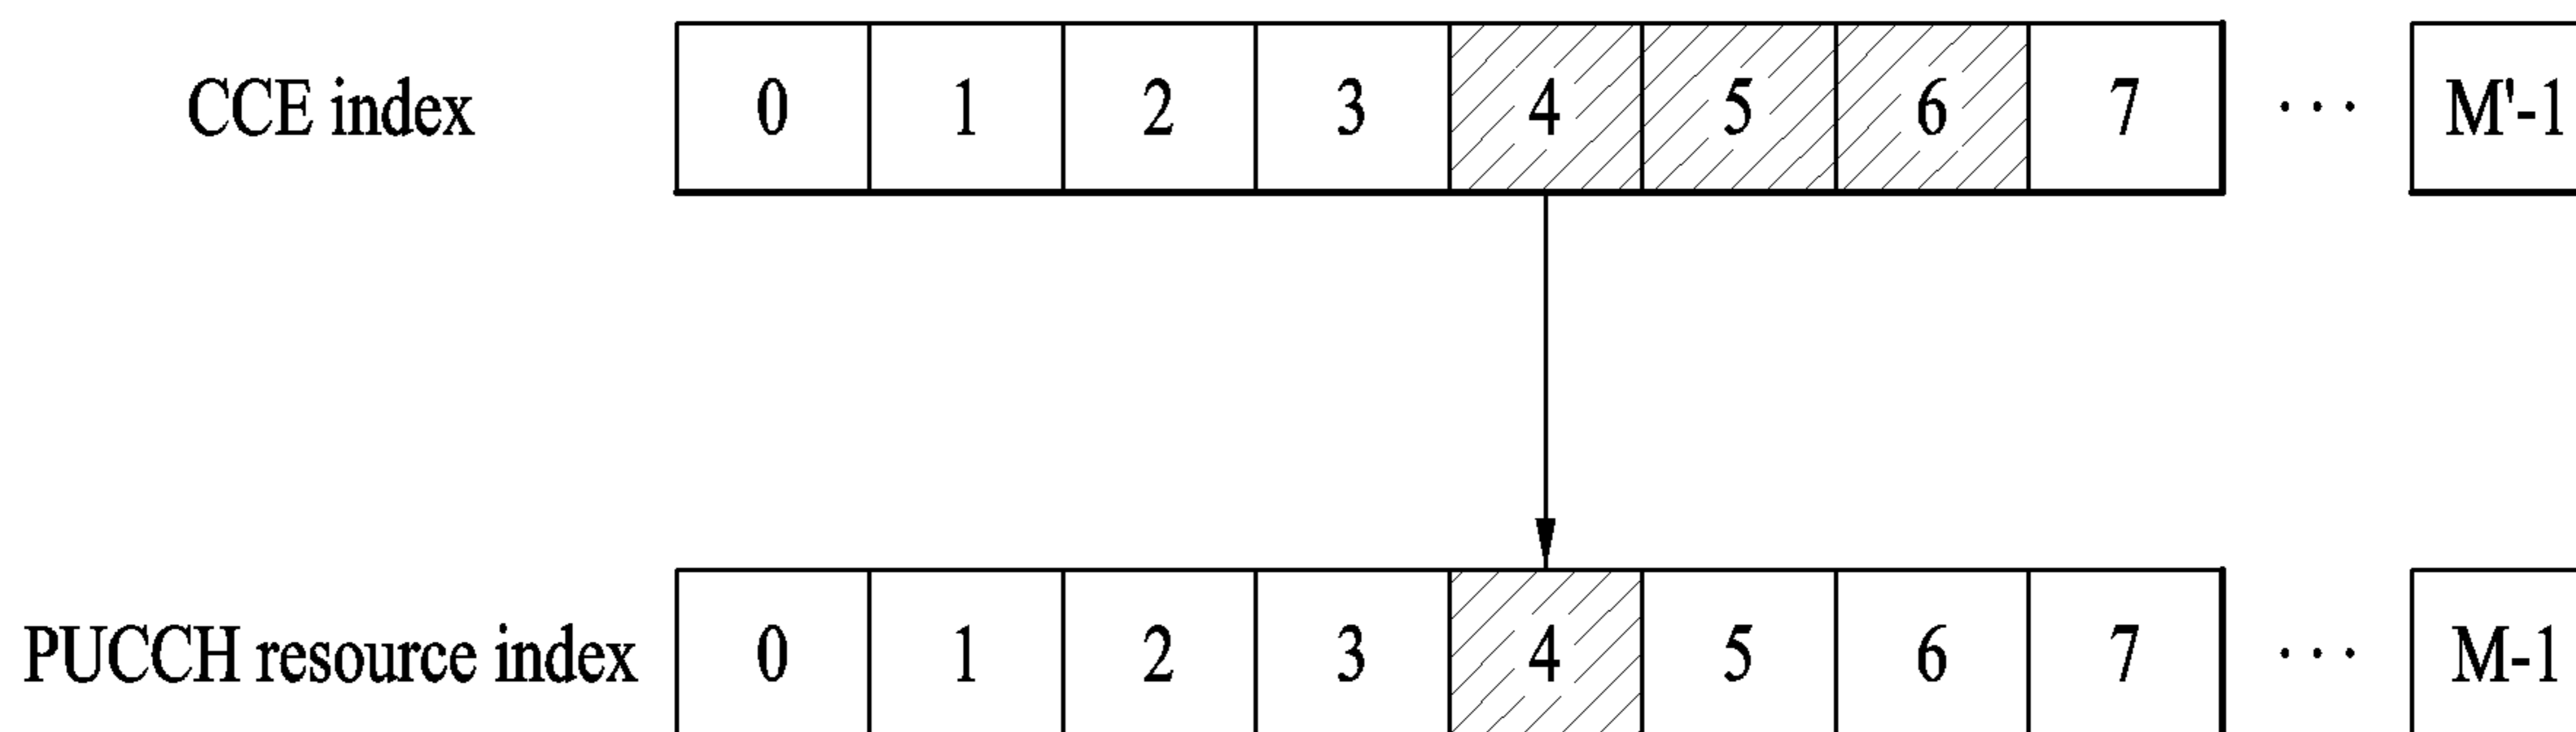 CCE index 0 1 2 3 4 5 6 7 ... M'-1
PUCCH resource index 0 1 2 3 4 5 6 7 ... M-1